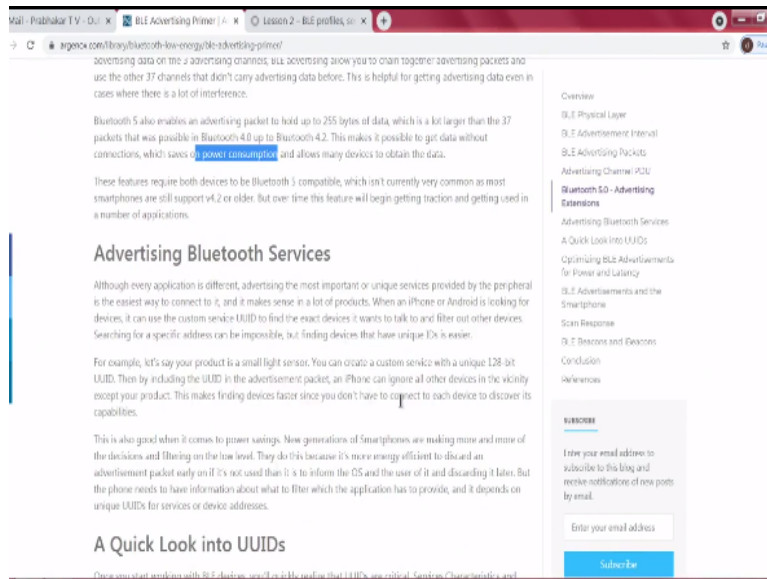 Mail - Prabhakar T V - Out
BLE Advertising Primer | A
Lesson 2 – BLE profiles, se
argenox.com/library/bluetooth-low-energy/ble-advertising-primer/
advertising data on the 3 advertising channels, BLE advertising allow you to chain together advertising packets and
use the other 37 channels that didn't carry advertising data before. This is helpful for getting advertising data even in
cases where there is a lot of interference.
Bluetooth 5 also enables an advertising packet to hold up to 255 bytes of data, which is a lot larger than the 37
packets that was possible in Bluetooth 4.0 up to Bluetooth 4.2. This makes it possible to get data without
connections, which saves on power consumption and allows many devices to obtain the data.
These features require both devices to be Bluetooth 5 compatible, which isn't currently very common as most
smartphones are still support v4.2 or older. But over time this feature will begin getting traction and getting used in
a number of applications.
Advertising Bluetooth Services
Although every application is different, advertising the most important or unique services provided by the peripheral
is the easiest way to connect to it, and it makes sense in a lot of products. When an iPhone or Android is looking for
devices, it can use the custom service UUID to find the exact devices it wants to talk to and filter out other devices.
Searching for a specific address can be impossible, but finding devices that have unique IDs is easier.
For example, let's say your product is a small light sensor. You can create a custom service with a unique 128-bit
UUID. Then by including the UUID in the advertisement packet, an iPhone can ignore all other devices in the vicinity
except your product. This makes finding devices faster since you don't have to connect to each device to discover its
capabilities.
This is also good when it comes to power savings. New generations of Smartphones are making more and more of
the decisions and filtering on the low level. They do this because it's more energy efficient to discard an
advertisement packet early on if it's not used than it is to inform the OS and the user of it and discarding it later. But
the phone needs to have information about what to filter which the application has to provide, and it depends on
unique UUIDs for services or device addresses.
A Quick Look into UUIDs
Once you start working with BLE devices, you'll quickly realize that UUIDs are critical. Services Characteristics and
Overview
BLE Physical Layer
BLE Advertisement Interval
BLE Advertising Packets
Advertising Channel PDU
Bluetooth 5.0 - Advertising
Extensions
Advertising Bluetooth Services
A Quick Look into UUIDs
Optimizing BLE Advertisements
for Power and Latency
BLE Advertisements and the
Smartphone
Scan Response
BLE Beacons and iBeacons
Conclusion
References
SUBSCRIBE
Enter your email address to
subscribe to this blog and
receive notifications of new posts
by email.
Enter your email address
Subscribe